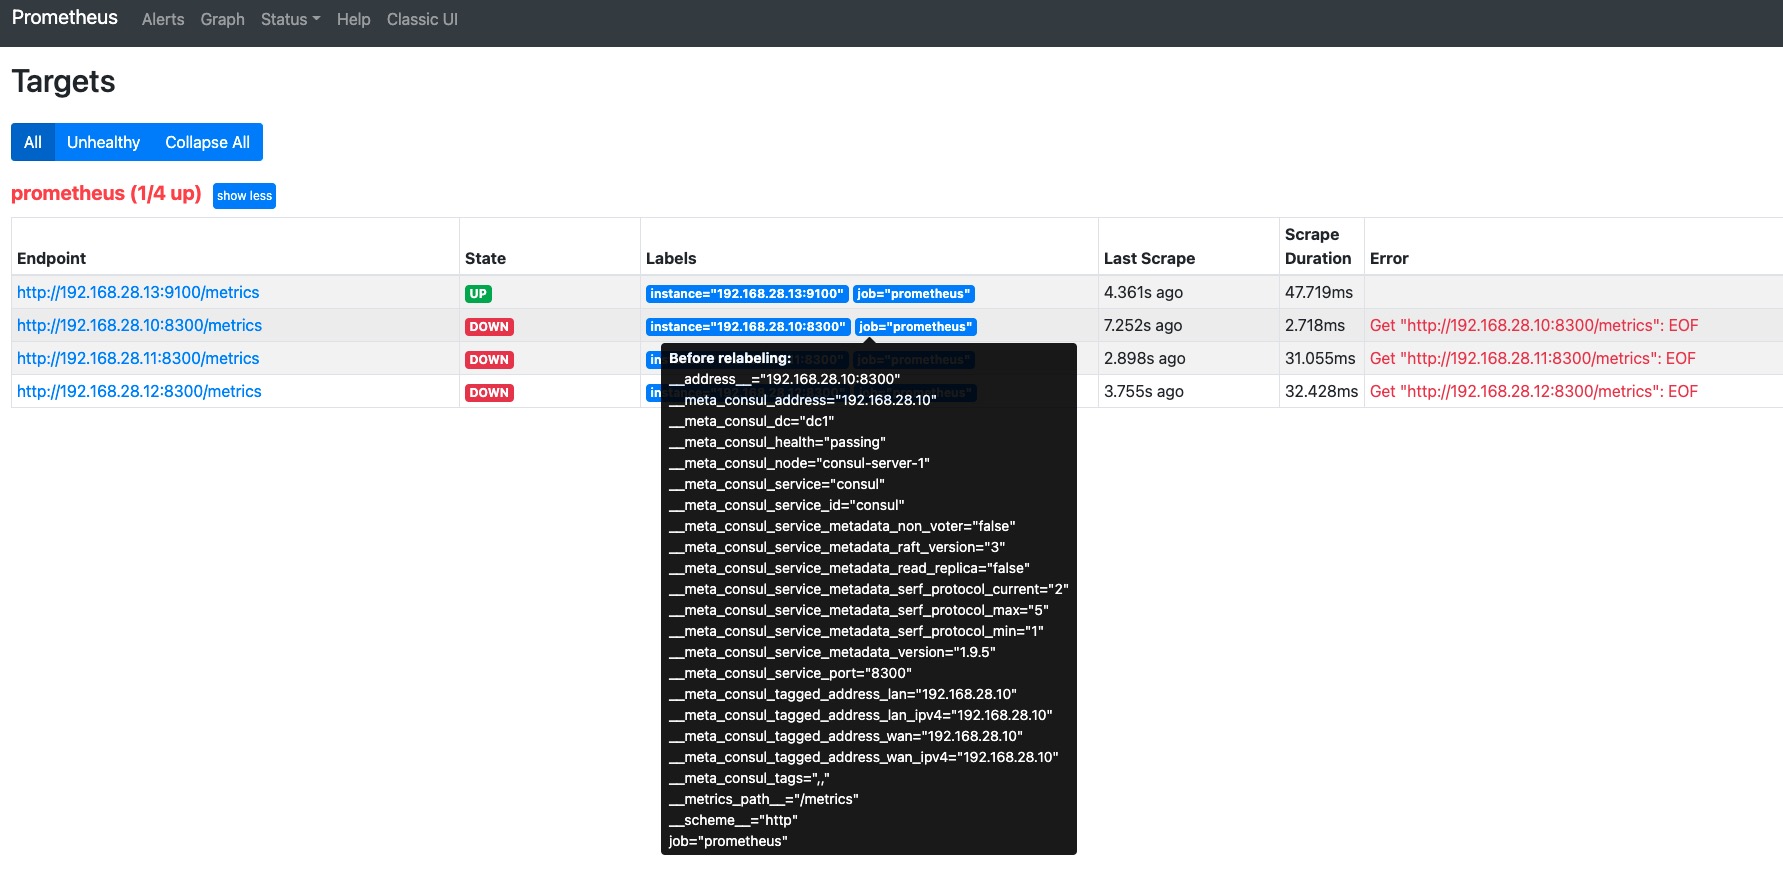 Prometheus Alerts Graph Status Help Classic UI
Targets
All Unhealthy Collapse All
prometheus (1/4 up) show less
Endpoint State Labels Last Scrape Scrape Duration Error
http://192.168.28.13:9100/metrics UP instance="192.168.28.13:9100" job="prometheus" 4.361s ago 47.719ms
http://192.168.28.10:8300/metrics DOWN instance="192.168.28.10:8300" job="prometheus" 7.252s ago 2.718ms Get "http://192.168.28.10:8300/metrics": EOF
http://192.168.28.11:8300/metrics DOWN 2.898s ago 31.055ms Get "http://192.168.28.11:8300/metrics": EOF
http://192.168.28.12:8300/metrics DOWN 3.755s ago 32.428ms Get "http://192.168.28.12:8300/metrics": EOF
Before relabeling:
__address__="192.168.28.10:8300"
__meta_consul_address="192.168.28.10"
__meta_consul_dc="dc1"
__meta_consul_health="passing"
__meta_consul_node="consul-server-1"
__meta_consul_service="consul"
__meta_consul_service_id="consul"
__meta_consul_service_metadata_non_voter="false"
__meta_consul_service_metadata_raft_version="3"
__meta_consul_service_metadata_read_replica="false"
__meta_consul_service_metadata_serf_protocol_current="2"
__meta_consul_service_metadata_serf_protocol_max="5"
__meta_consul_service_metadata_serf_protocol_min="1"
__meta_consul_service_metadata_version="1.9.5"
__meta_consul_service_port="8300"
__meta_consul_tagged_address_lan="192.168.28.10"
__meta_consul_tagged_address_lan_ipv4="192.168.28.10"
__meta_consul_tagged_address_wan="192.168.28.10"
__meta_consul_tagged_address_wan_ipv4="192.168.28.10"
__meta_consul_tags=",,"
__metrics_path__="/metrics"
__scheme__="http"
job="prometheus"